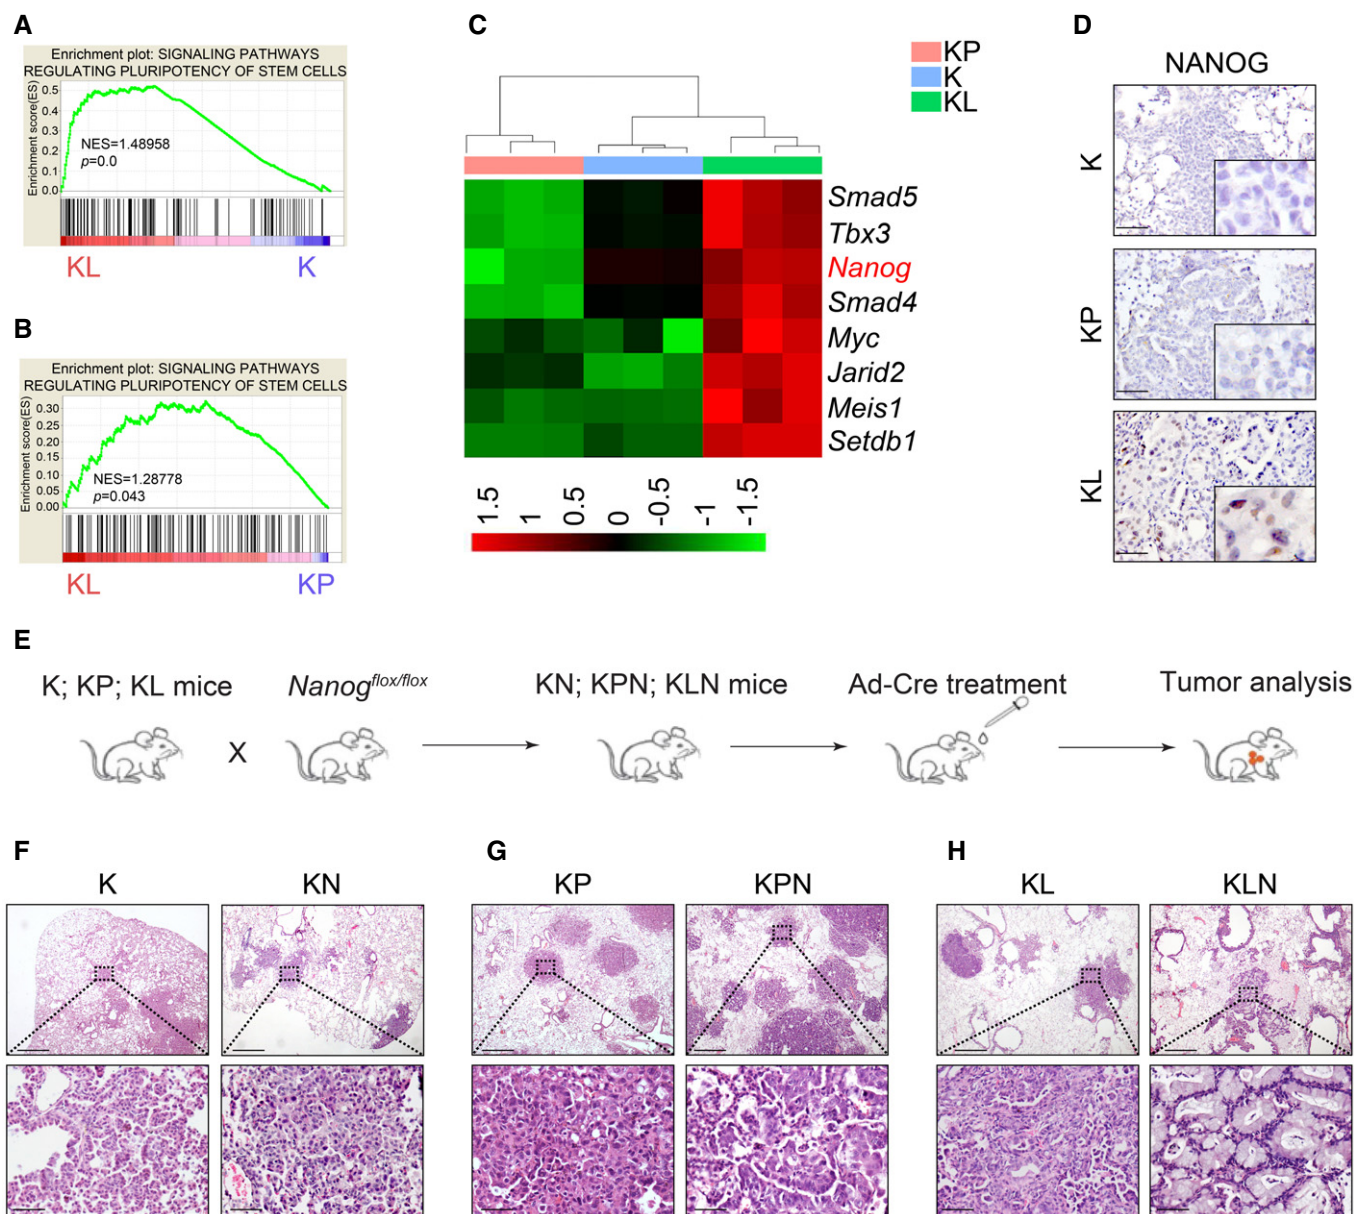 A
Enrichment plot: SIGNALING PATHWAYS
REGULATING PLURIPOTENCY OF STEM CELLS
Enrichment score(ES)
0.5
0.4
0.3
0.2
0.1
0.0
NES=1.48958
p=0.0
KL
K
B
Enrichment plot: SIGNALING PATHWAYS
REGULATING PLURIPOTENCY OF STEM CELLS
Enrichment score(ES)
0.30
0.25
0.20
0.15
0.10
0.05
0.00
NES=1.28778
p=0.043
KL
KP
C
KP
K
KL
Smad5
Tbx3
Nanog
Smad4
Myc
Jarid2
Meis1
Setdb1
1.5
1
0.5
0
-0.5
-1
-1.5
D
NANOG
K
KP
KL
E
K; KP; KL mice
X
Nanogflox/flox
KN; KPN; KLN mice
Ad-Cre treatment
Tumor analysis
F
K
KN
G
KP
KPN
H
KL
KLN